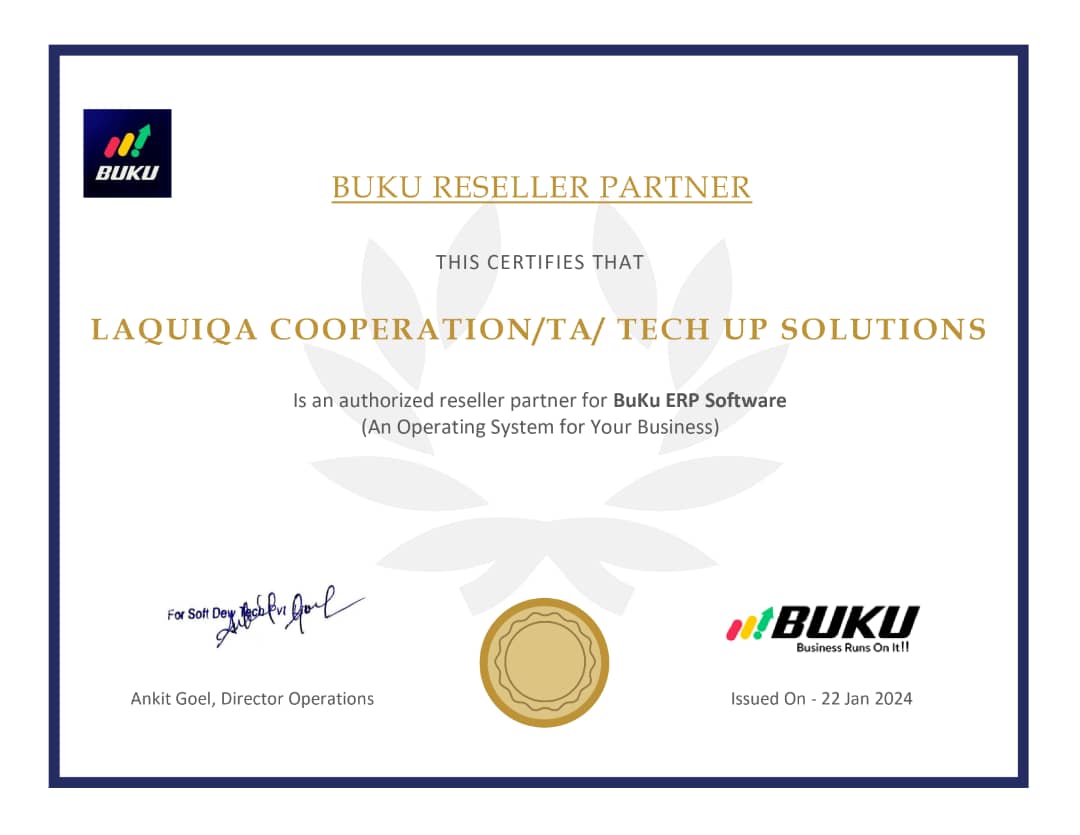 BUKU
BUKU RESELLER PARTNER
THIS CERTIFIES THAT
LAQUIQA COOPERATION/TA/ TECH UP SOLUTIONS
Is an authorized reseller partner for BuKu ERP Software
(An Operating System for Your Business)
For Soft Dew Tech Pvt
Ankit Goel
BUKU
Business Runs On It!!
Ankit Goel, Director Operations
Issued On - 22 Jan 2024